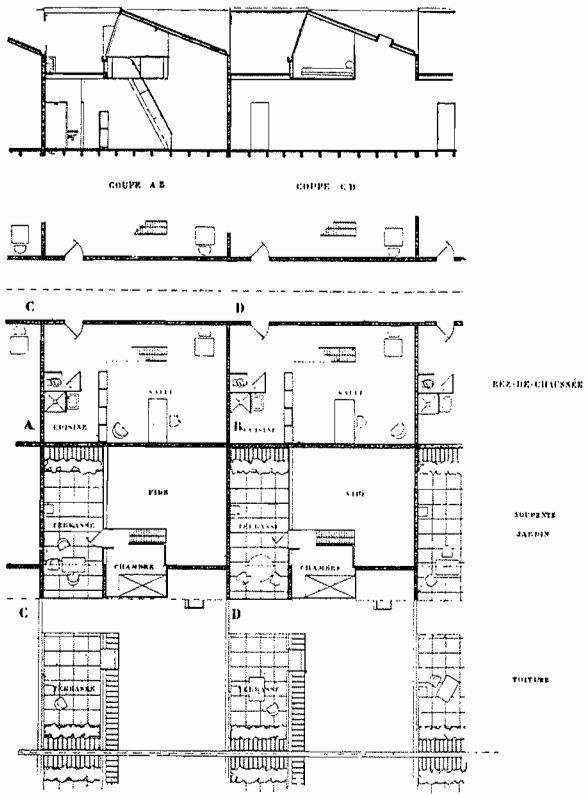 COUPE A B
COUPE C D
C
D
REZ-DE-CHAUSSÉE
SALLE
SALLE
A
CUISINE
B
CUISINE
VIDE
VIDE
SOUPENTE
JARDIN
TERRASSE
TERRASSE
CHAMBRE
CHAMBRE
C
D
TERRASSE
TERRASSE
TOITURE